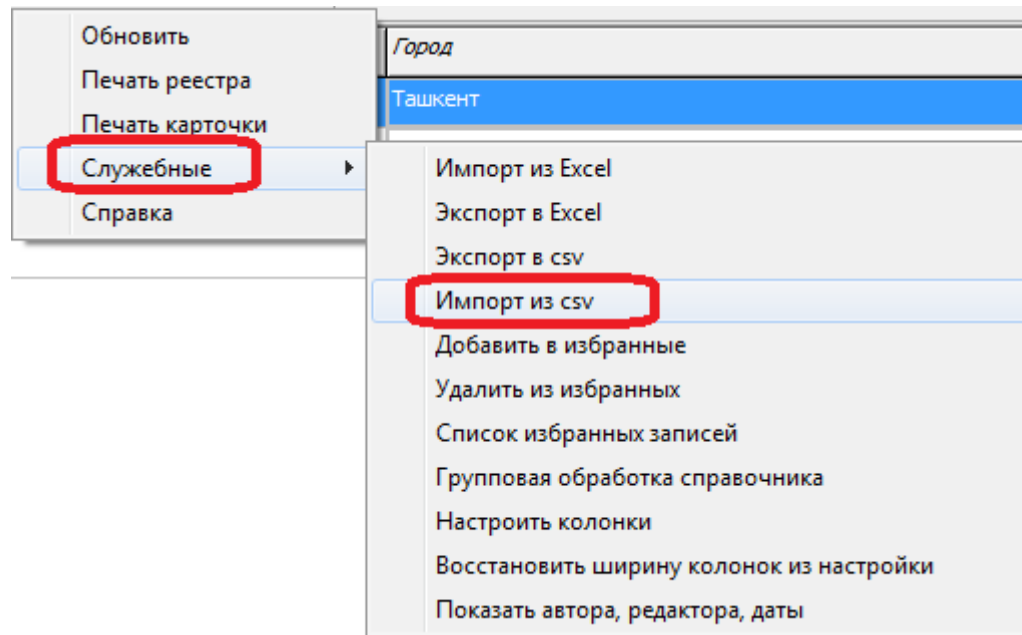 Обновить
Печать реестра
Печать карточки
Служебные
Справка
Город
Ташкент
Импорт из Excel
Экспорт в Excel
Экспорт в csv
Импорт из csv
Добавить в избранные
Удалить из избранных
Список избранных записей
Групповая обработка справочника
Настроить колонки
Восстановить ширину колонок из настройки
Показать автора, редактора, даты